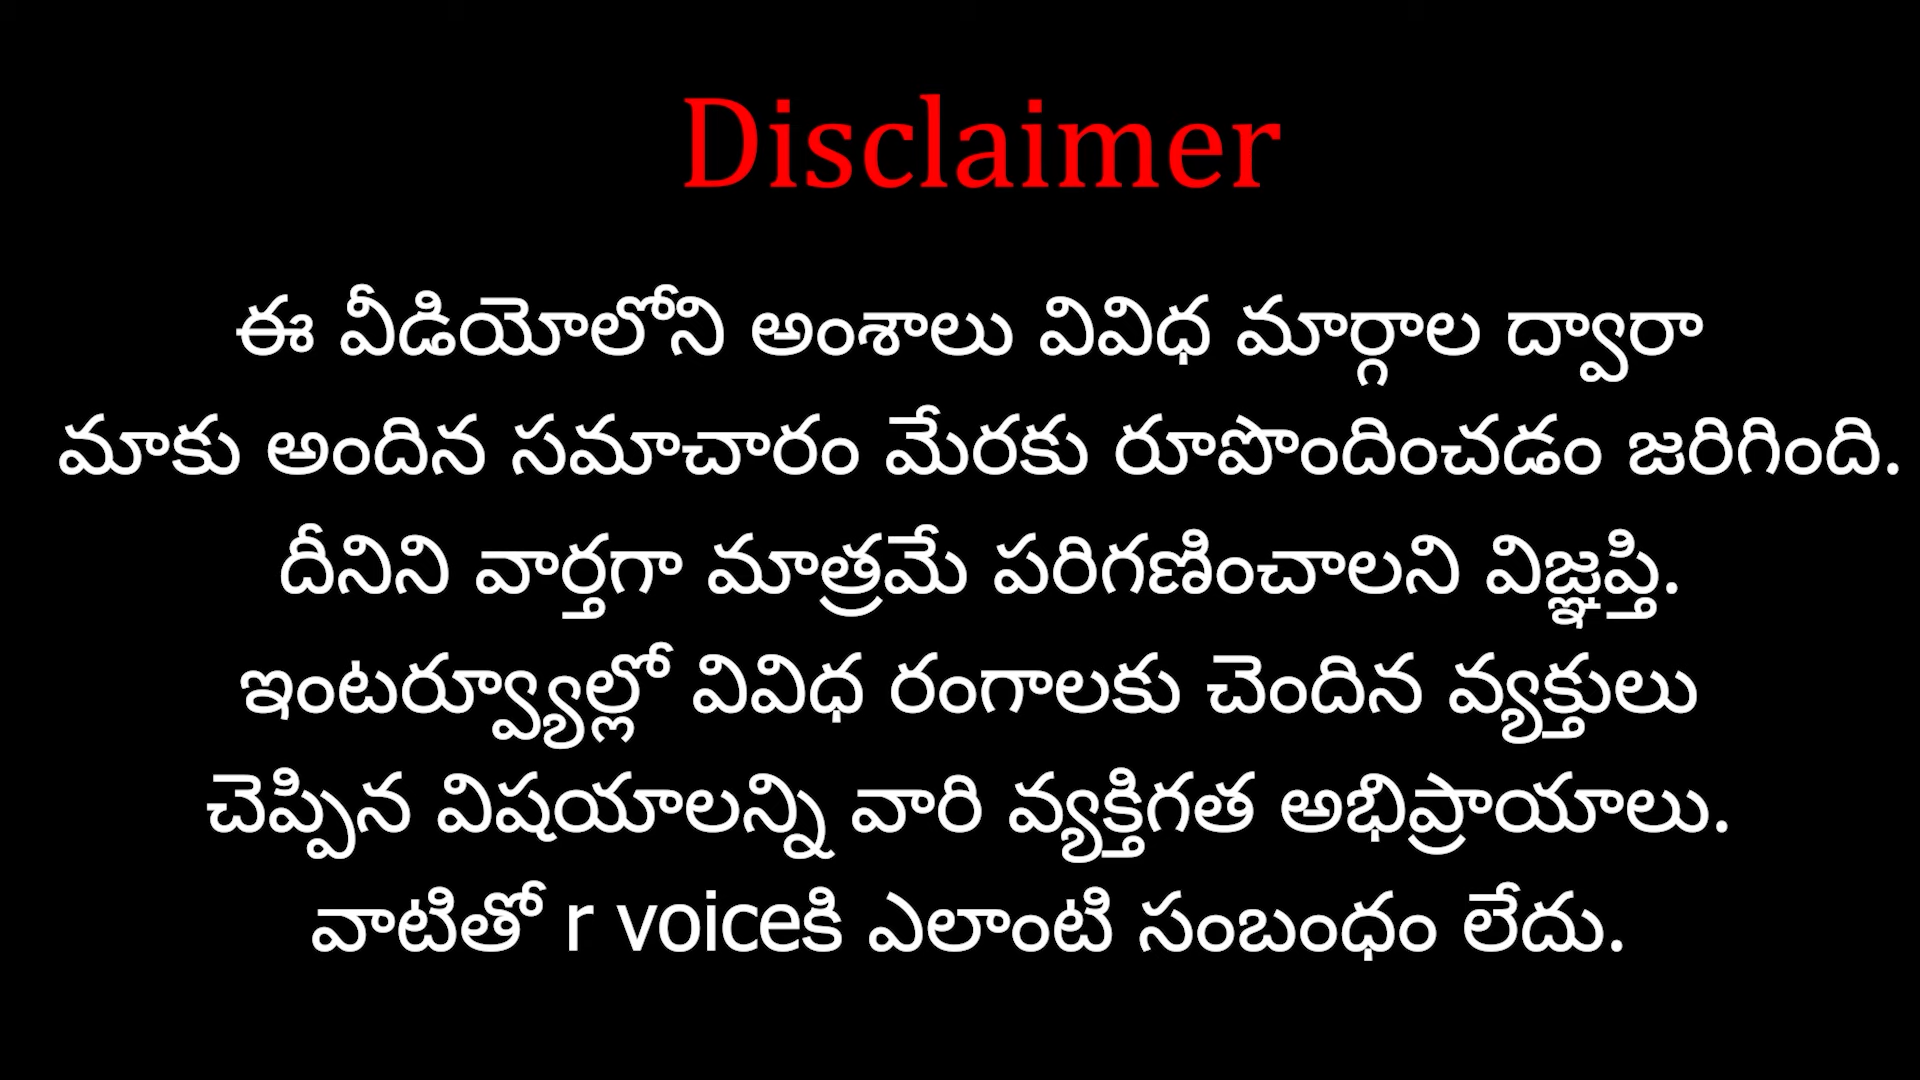 Disclaimer
ఈ వీడియోలోని అంశాలు వివిధ మార్గాల ద్వారా
మాకు అందిన సమాచారం మేరకు రూపొందించడం జరిగింది.
దీనిని వార్తగా మాత్రమే పరిగణించాలని విజ్ఞప్తి.
ఇంటర్వ్యూల్లో వివిధ రంగాలకు చెందిన వ్యక్తులు
చెప్పిన విషయాలన్ని వారి వ్యక్తిగత అభిప్రాయాలు.
వాటితో r voiceకి ఎలాంటి సంబంధం లేదు.